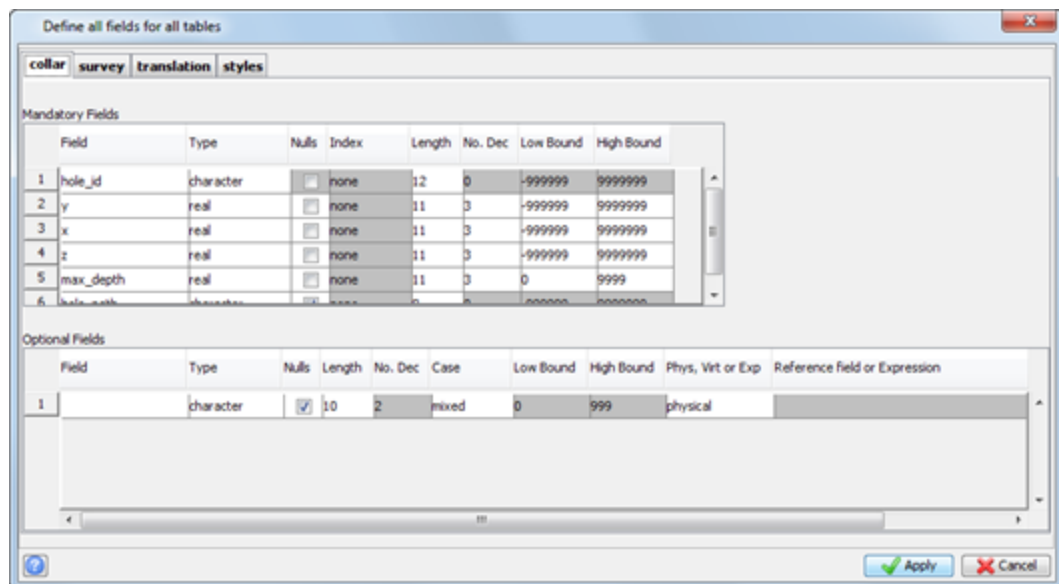 Define all fields for all tables
collar survey translation styles
Mandatory Fields
Field Type Nulls Index Length No. Dec Low Bound High Bound
1 hole_id character none 12 0 -999999 9999999
2 y real none 11 3 -999999 9999999
3 x real none 11 3 -999999 9999999
4 z real none 11 3 -999999 9999999
5 max_depth real none 11 3 0 9999
6
Optional Fields
Field Type Nulls Length No. Dec Case Low Bound High Bound Phys, Virt or Exp Reference field or Expression
1 character 10 2 mixed 0 999 physical
Apply Cancel